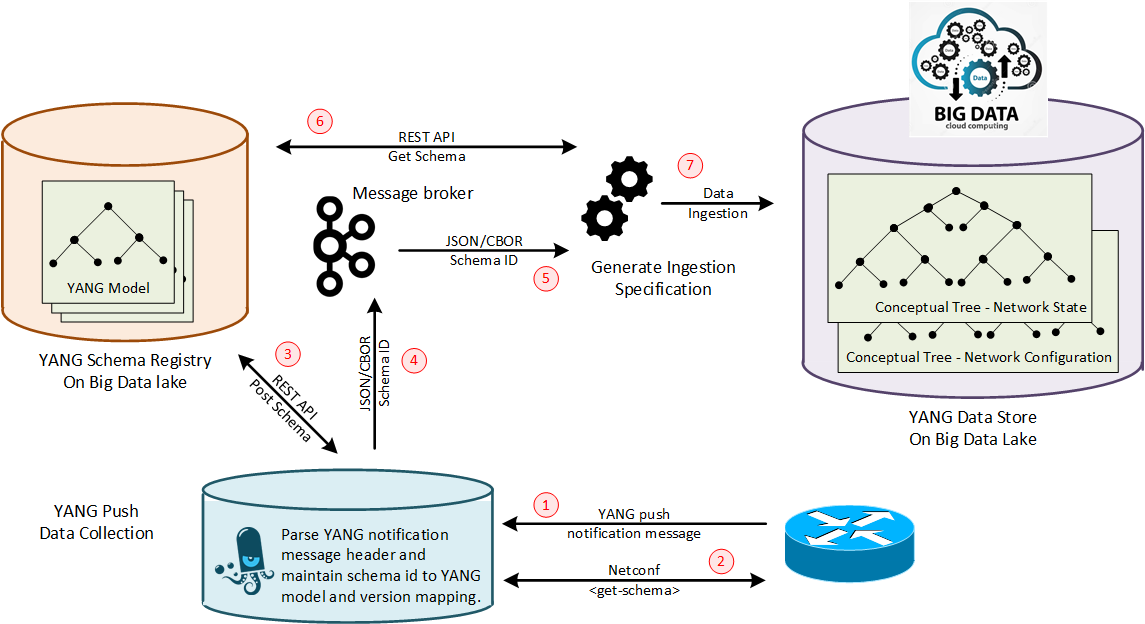 Data
BIG DATA
cloud computing
6
REST API
Get Schema
7
Data
Ingestion
Message broker
JSON/CBOR
Schema ID
5
Generate Ingestion
Specification
YANG Model
YANG Schema Registry
On Big Data lake
Conceptual Tree - Network State
Conceptual Tree - Network Configuration
YANG Data Store
On Big Data Lake
3
REST API
Post Schema
4
JSON/CBOR
Schema ID
YANG Push
Data Collection
Parse YANG notification
message header and
maintain schema id to YANG
model and version mapping.
1
YANG push
notification message
2
Netconf
<get-schema>